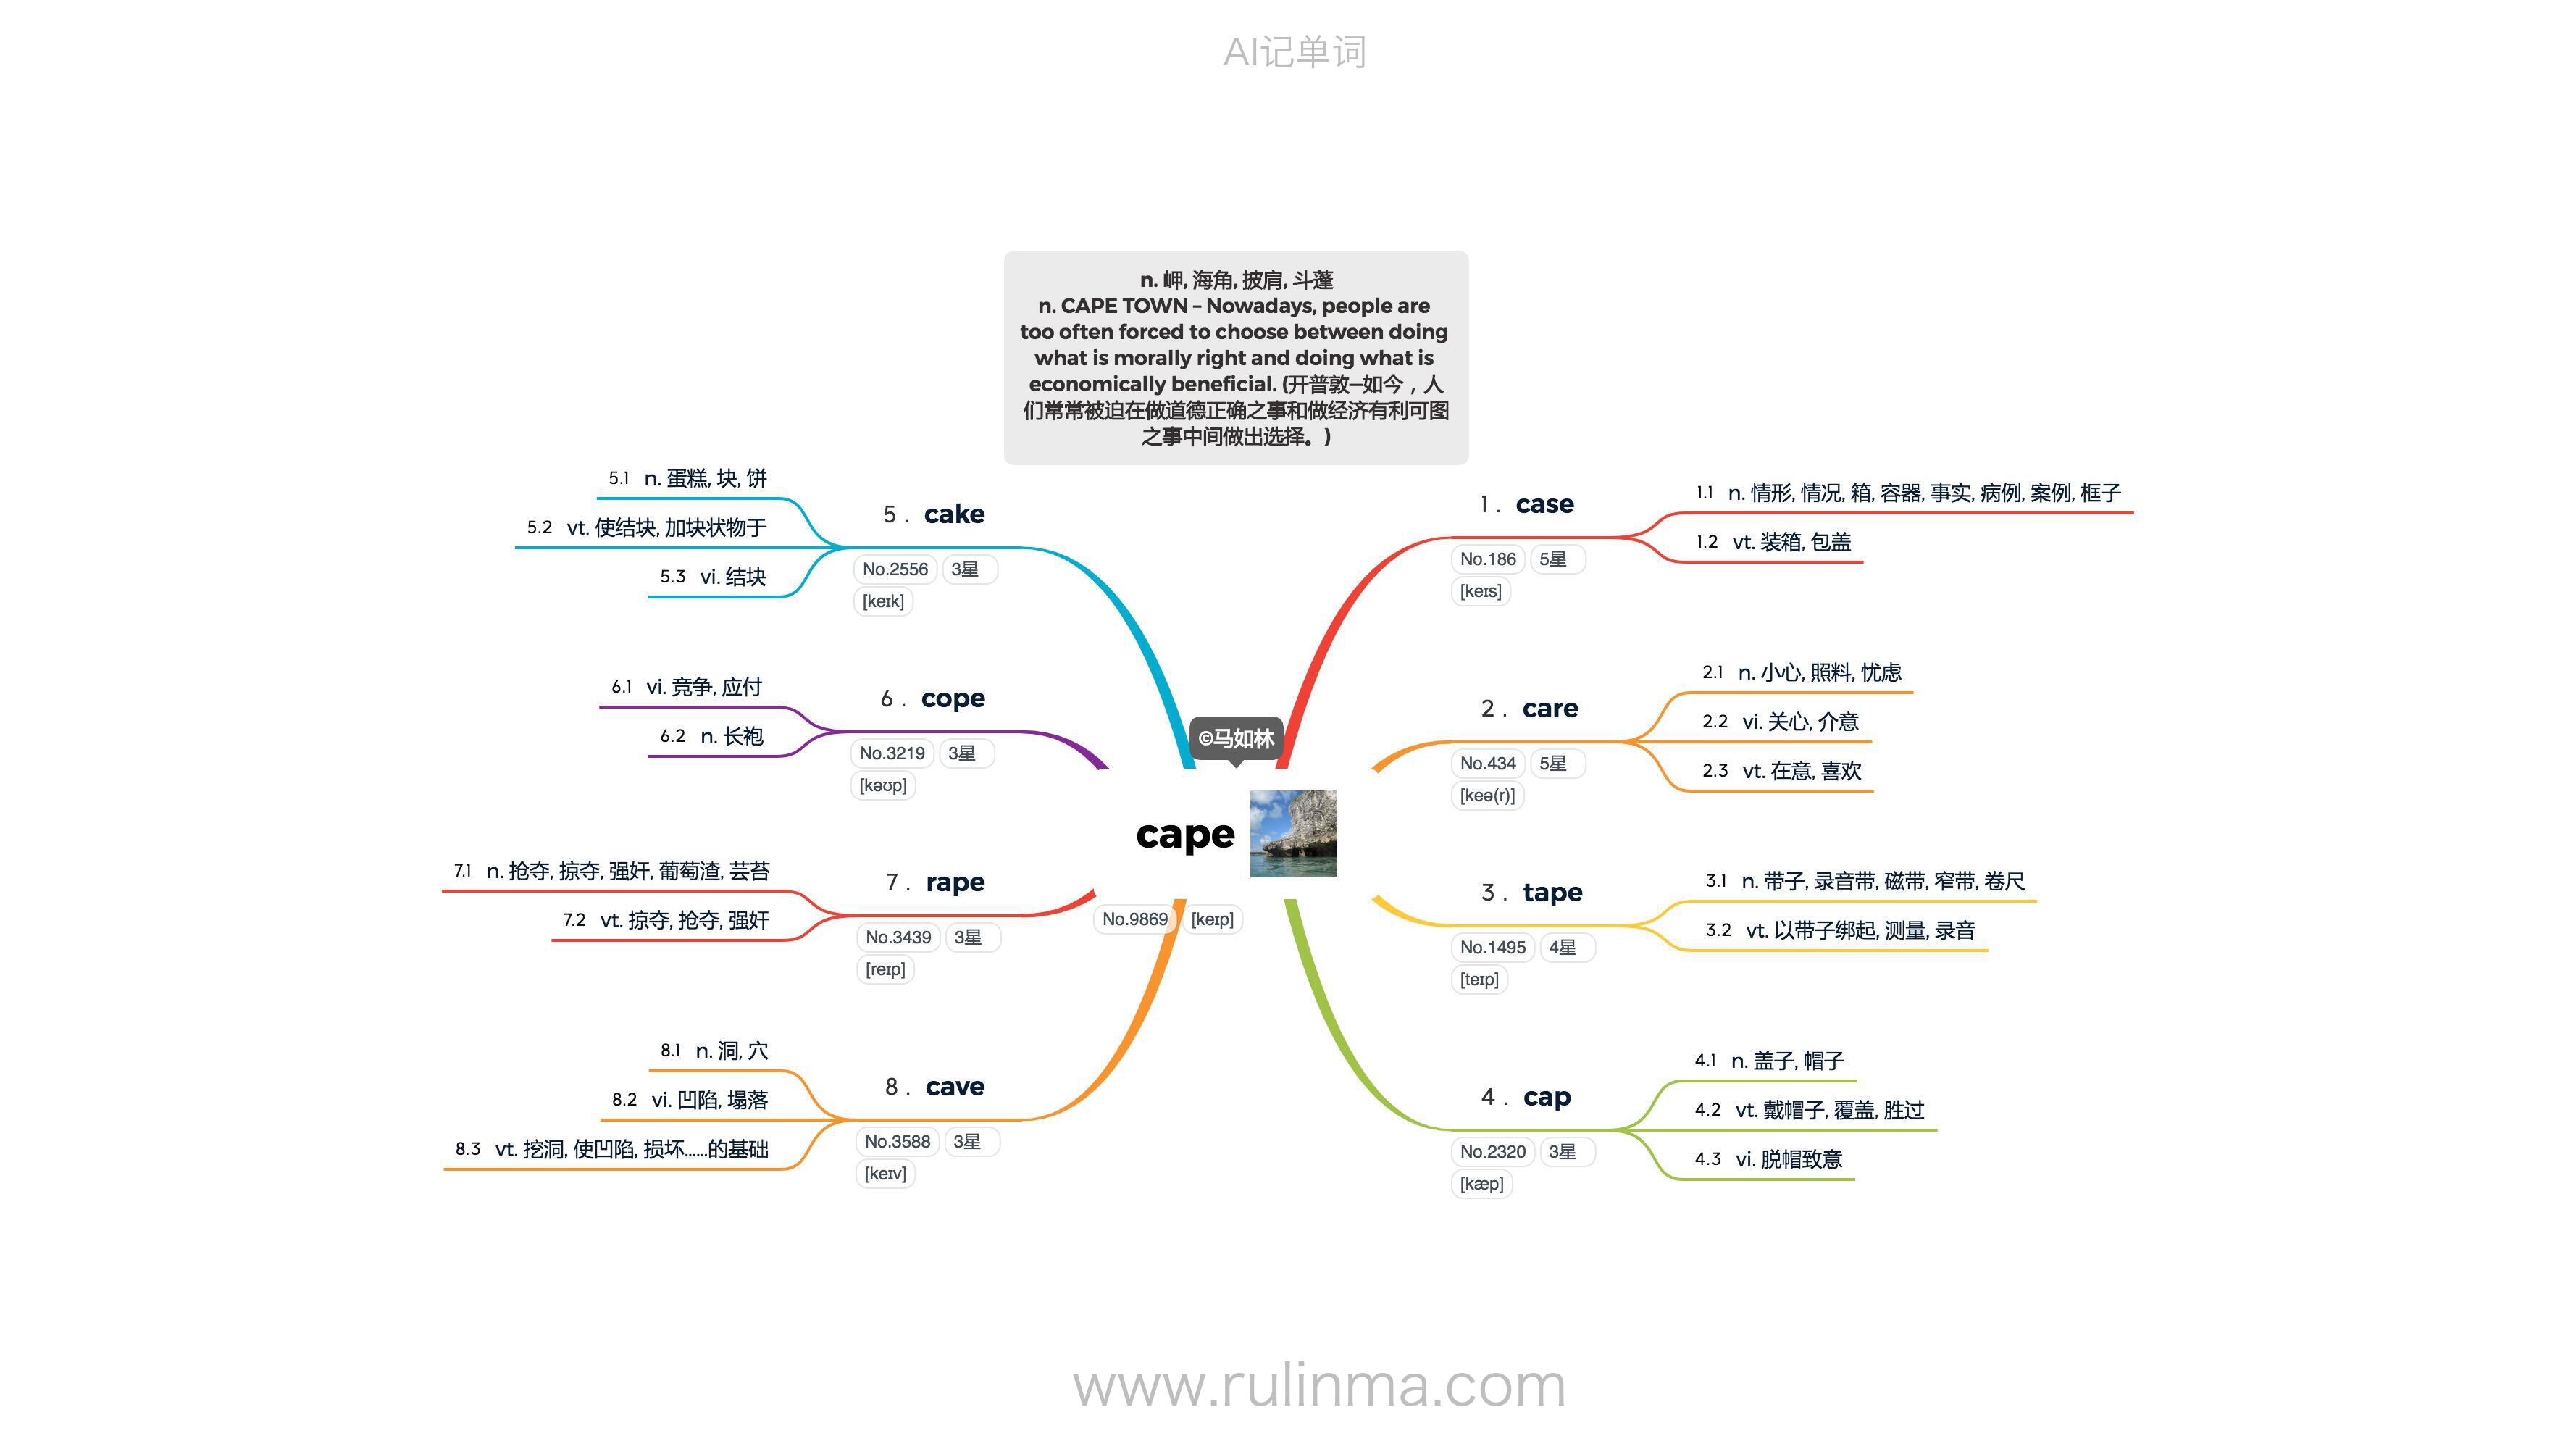 AI记单词
n. 岬, 海角, 披肩, 斗蓬
n. CAPE TOWN – Nowadays, people are
too often forced to choose between doing
what is morally right and doing what is
economically beneficial. (开普敦—如今，人
们常常被迫在做道德正确之事和做经济有利可图
之事中间做出选择。)
©马如林
cape
No.9869 [keɪp]
1. case
No.186 5星
[keɪs]
1.1 n. 情形, 情况, 箱, 容器, 事实, 病例, 案例, 框子
1.2 vt. 装箱, 包盖
2. care
No.434 5星
[keə(r)]
2.1 n. 小心, 照料, 忧虑
2.2 vi. 关心, 介意
2.3 vt. 在意, 喜欢
3. tape
No.1495 4星
[teɪp]
3.1 n. 带子, 录音带, 磁带, 窄带, 卷尺
3.2 vt. 以带子绑起, 测量, 录音
4. cap
No.2320 3星
[kæp]
4.1 n. 盖子, 帽子
4.2 vt. 戴帽子, 覆盖, 胜过
4.3 vi. 脱帽致意
5. cake
No.2556 3星
[keɪk]
5.1 n. 蛋糕, 块, 饼
5.2 vt. 使结块, 加块状物于
5.3 vi. 结块
6. cope
No.3219 3星
[kəʊp]
6.1 vi. 竞争, 应付
6.2 n. 长袍
7. rape
No.3439 3星
[reɪp]
7.1 n. 抢夺, 掠夺, 强奸, 葡萄渣, 芸苔
7.2 vt. 掠夺, 抢夺, 强奸
8. cave
No.3588 3星
[keɪv]
8.1 n. 洞, 穴
8.2 vi. 凹陷, 塌落
8.3 vt. 挖洞, 使凹陷, 损坏......的基础
www.rulinma.com